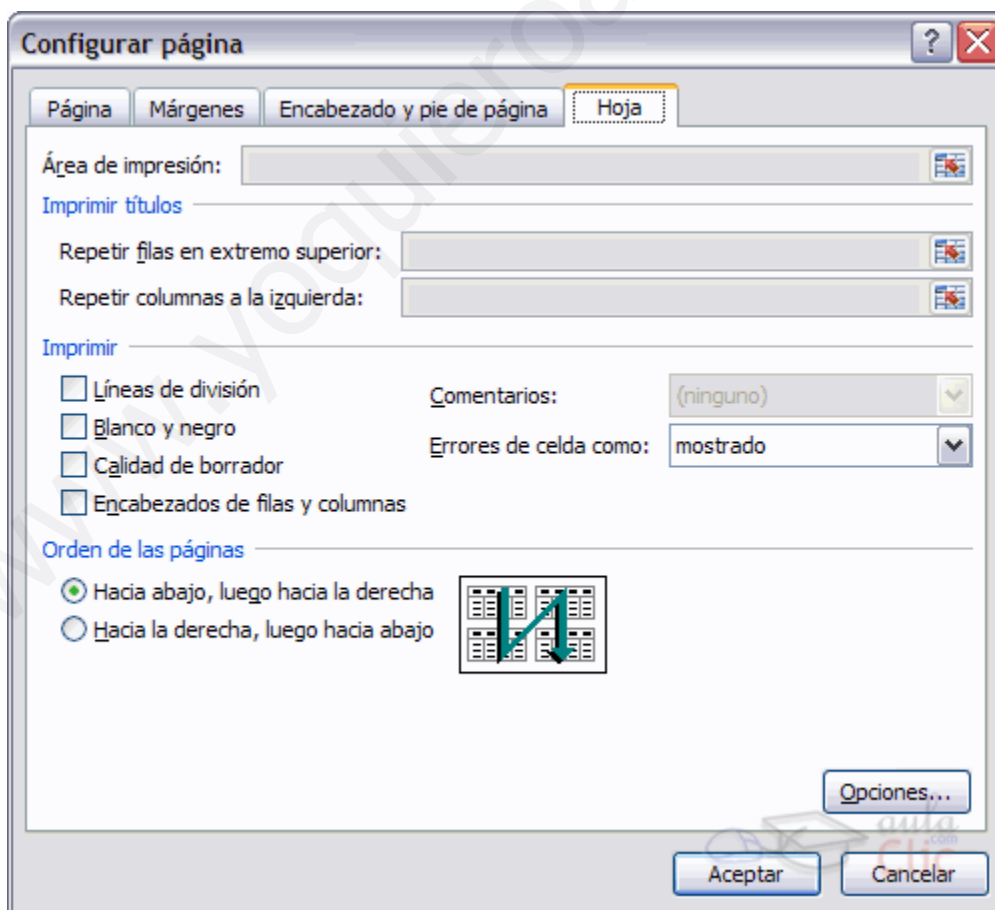 Configurar página
Página Márgenes Encabezado y pie de página Hoja
Área de impresión:
Imprimir títulos
Repetir filas en extremo superior:
Repetir columnas a la izquierda:
Imprimir
Líneas de división
Comentarios: (ninguno)
Blanco y negro
Errores de celda como: mostrado
Calidad de borrador
Encabezados de filas y columnas
Orden de las páginas
Hacia abajo, luego hacia la derecha
Hacia la derecha, luego hacia abajo
Opciones...
aula
.com
Clic
Aceptar Cancelar